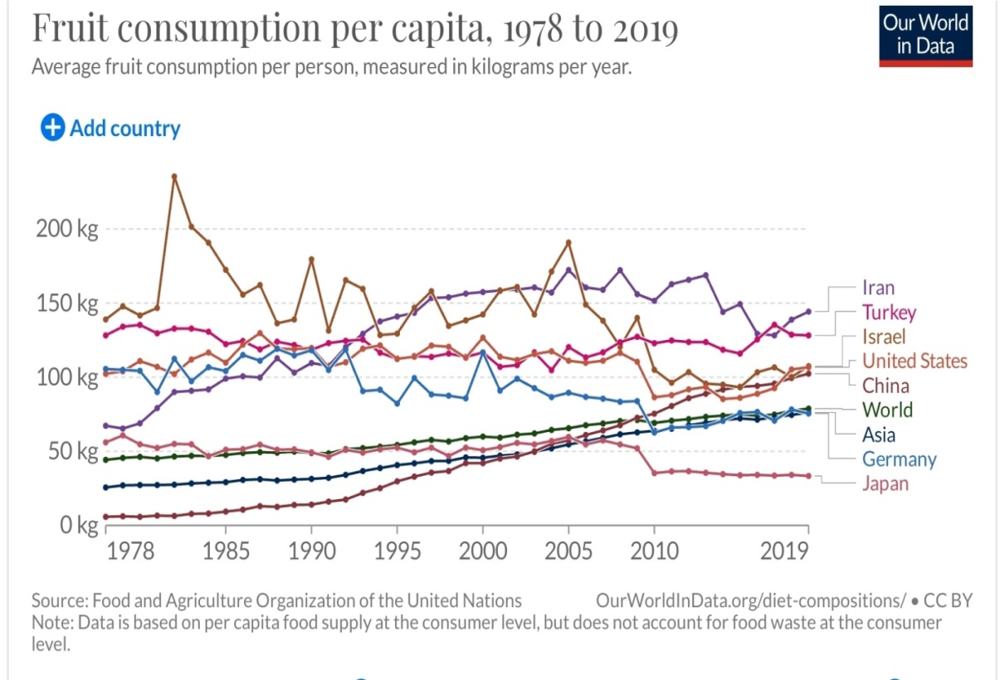 Fruit consumption per capita, 1978 to 2019
Our World
in Data
Average fruit consumption per person, measured in kilograms per year.
Add country
200 kg
150 kg
100 kg
50 kg
0 kg
Iran
Turkey
Israel
United States
China
World
Asia
Germany
Japan
1978 1985 1990 1995 2000 2005 2010 2019
Source: Food and Agriculture Organization of the United Nations
OurWorldInData.org/diet-compositions/ • CC BY
Note: Data is based on per capita food supply at the consumer level, but does not account for food waste at the consumer
level.